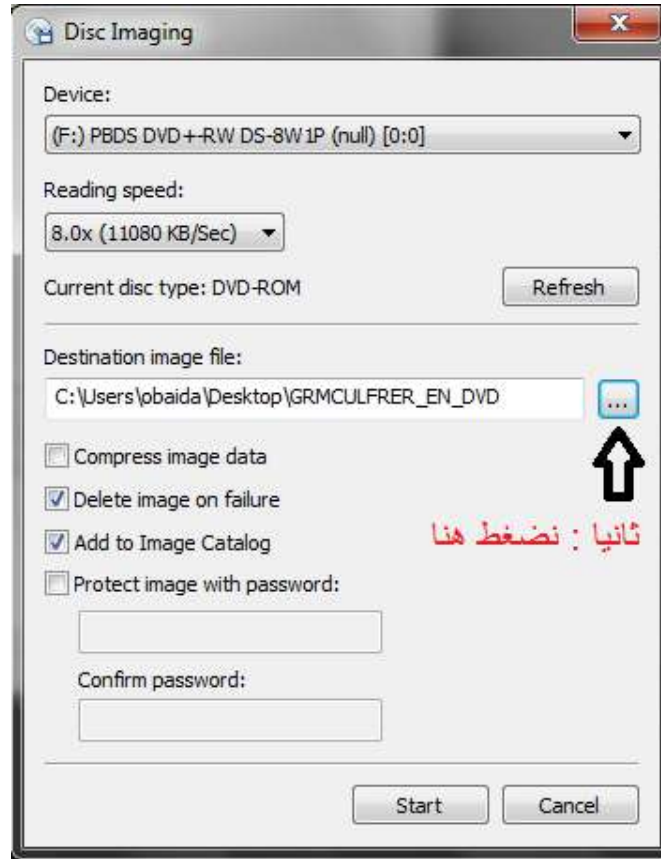 Disc Imaging
Device:
(F:) PBDS DVD+-RW DS-8W1P (null) [0:0]
Reading speed:
8.0x (11080 KB/Sec)
Current disc type: DVD-ROM
Refresh
Destination image file:
C:\Users\obaida\Desktop\GRMCULFRER_EN_DVD
...
Compress image data
Delete image on failure
Add to Image Catalog
ثانيا : نضغط هنا
Protect image with password:
Confirm password:
Start
Cancel